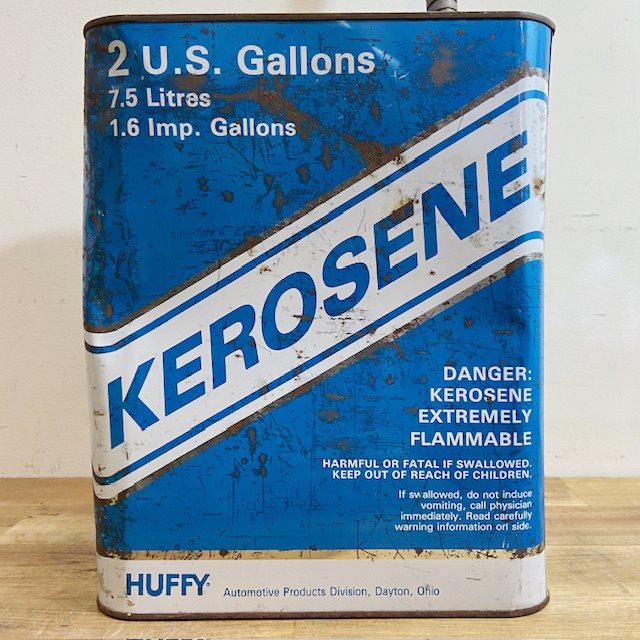 2 U.S. Gallons
7.5 Litres
1.6 Imp. Gallons
KEROSENE
DANGER:
KEROSENE
EXTREMELY
FLAMMABLE
HARMFUL OR FATAL IF SWALLOWED.
KEEP OUT OF REACH OF CHILDREN.
If swallowed, do not induce
vomiting, call physician
immediately. Read carefully
warning information on side.
HUFFY Automotive Products Division, Dayton, Ohio